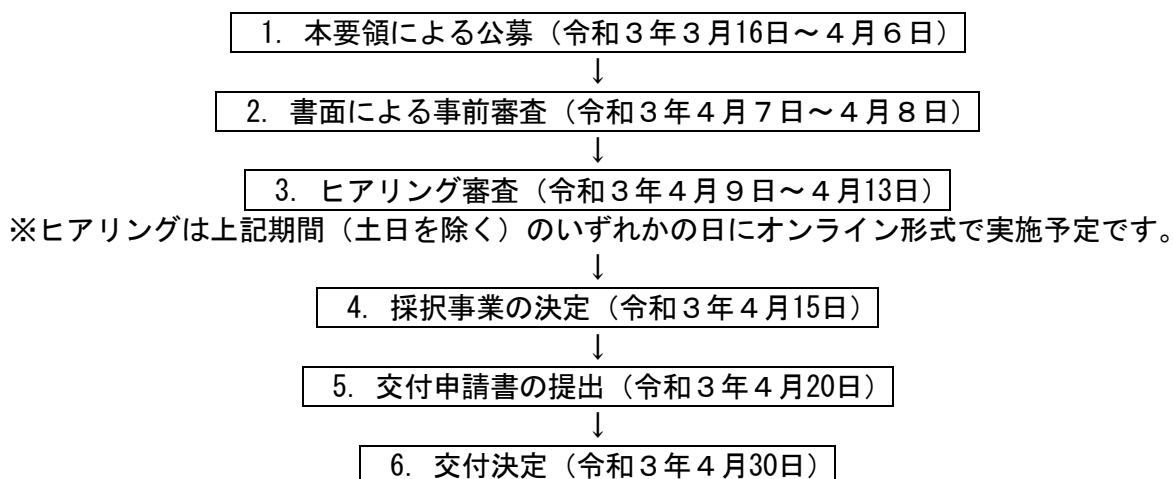 1. 本要領による公募（令和３年３月16日～４月６日）
↓
2. 書面による事前審査（令和３年４月７日～４月８日）
↓
3. ヒアリング審査（令和３年４月９日～４月13日）
※ヒアリングは上記期間（土日を除く）のいずれかの日にオンライン形式で実施予定です。
↓
4. 採択事業の決定（令和３年４月15日）
↓
5. 交付申請書の提出（令和３年４月20日）
↓
6. 交付決定（令和３年４月30日）